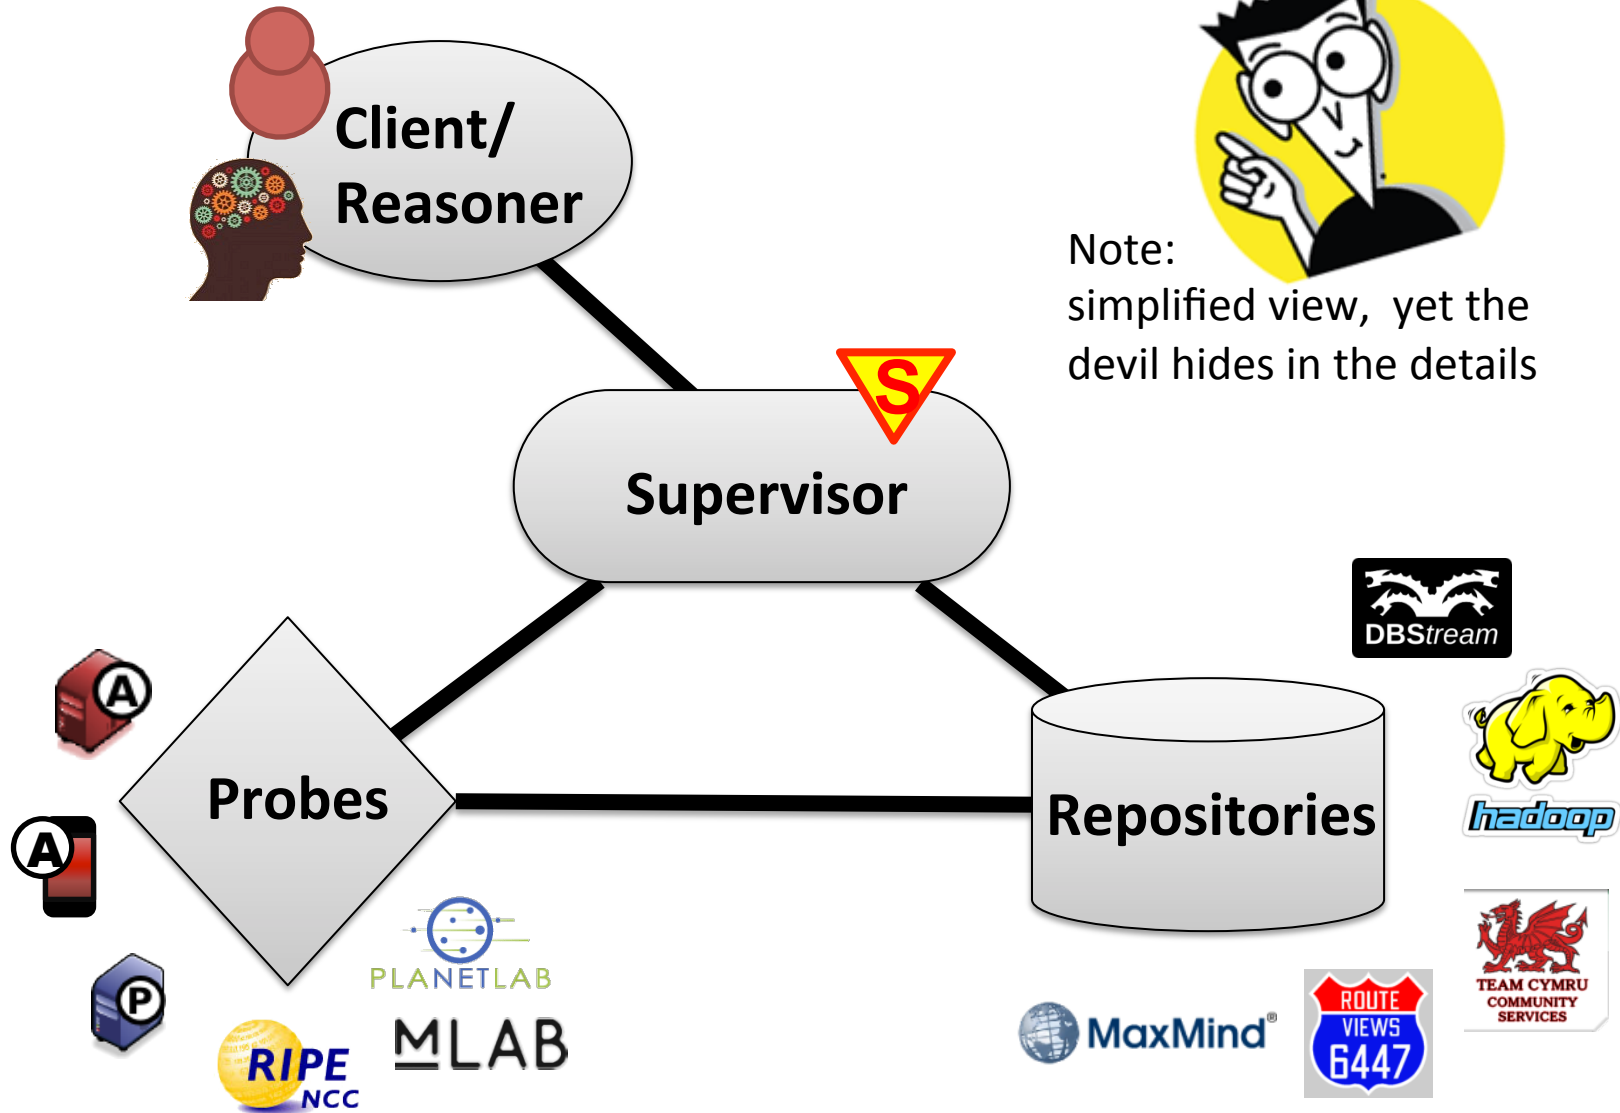 Client/
Reasoner
Note:
simplified view,  yet the
devil hides in the details
S
Supervisor
DBStream
A
Probes
Repositories
hadoop
A
PLANETLAB
P
TEAM CYMRU
COMMUNITY
SERVICES
MLAB
MaxMind®
ROUTE
VIEWS
6447
RIPE
NCC